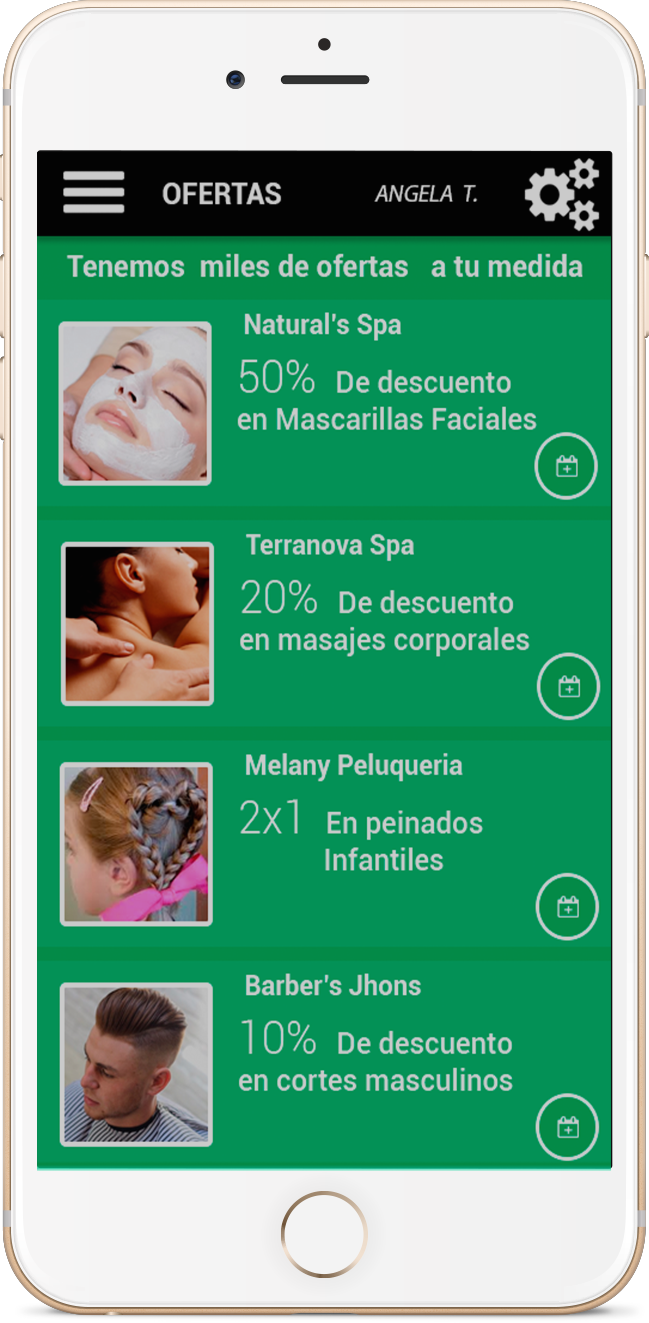 OFERTAS ANGELA T.
Tenemos miles de ofertas a tu medida
Natural's Spa
50% De descuento
en Mascarillas Faciales
Terranova Spa
20% De descuento
en masajes corporales
Melany Peluqueria
2x1 En peinados
Infantiles
Barber's Jhons
10% De descuento
en cortes masculinos